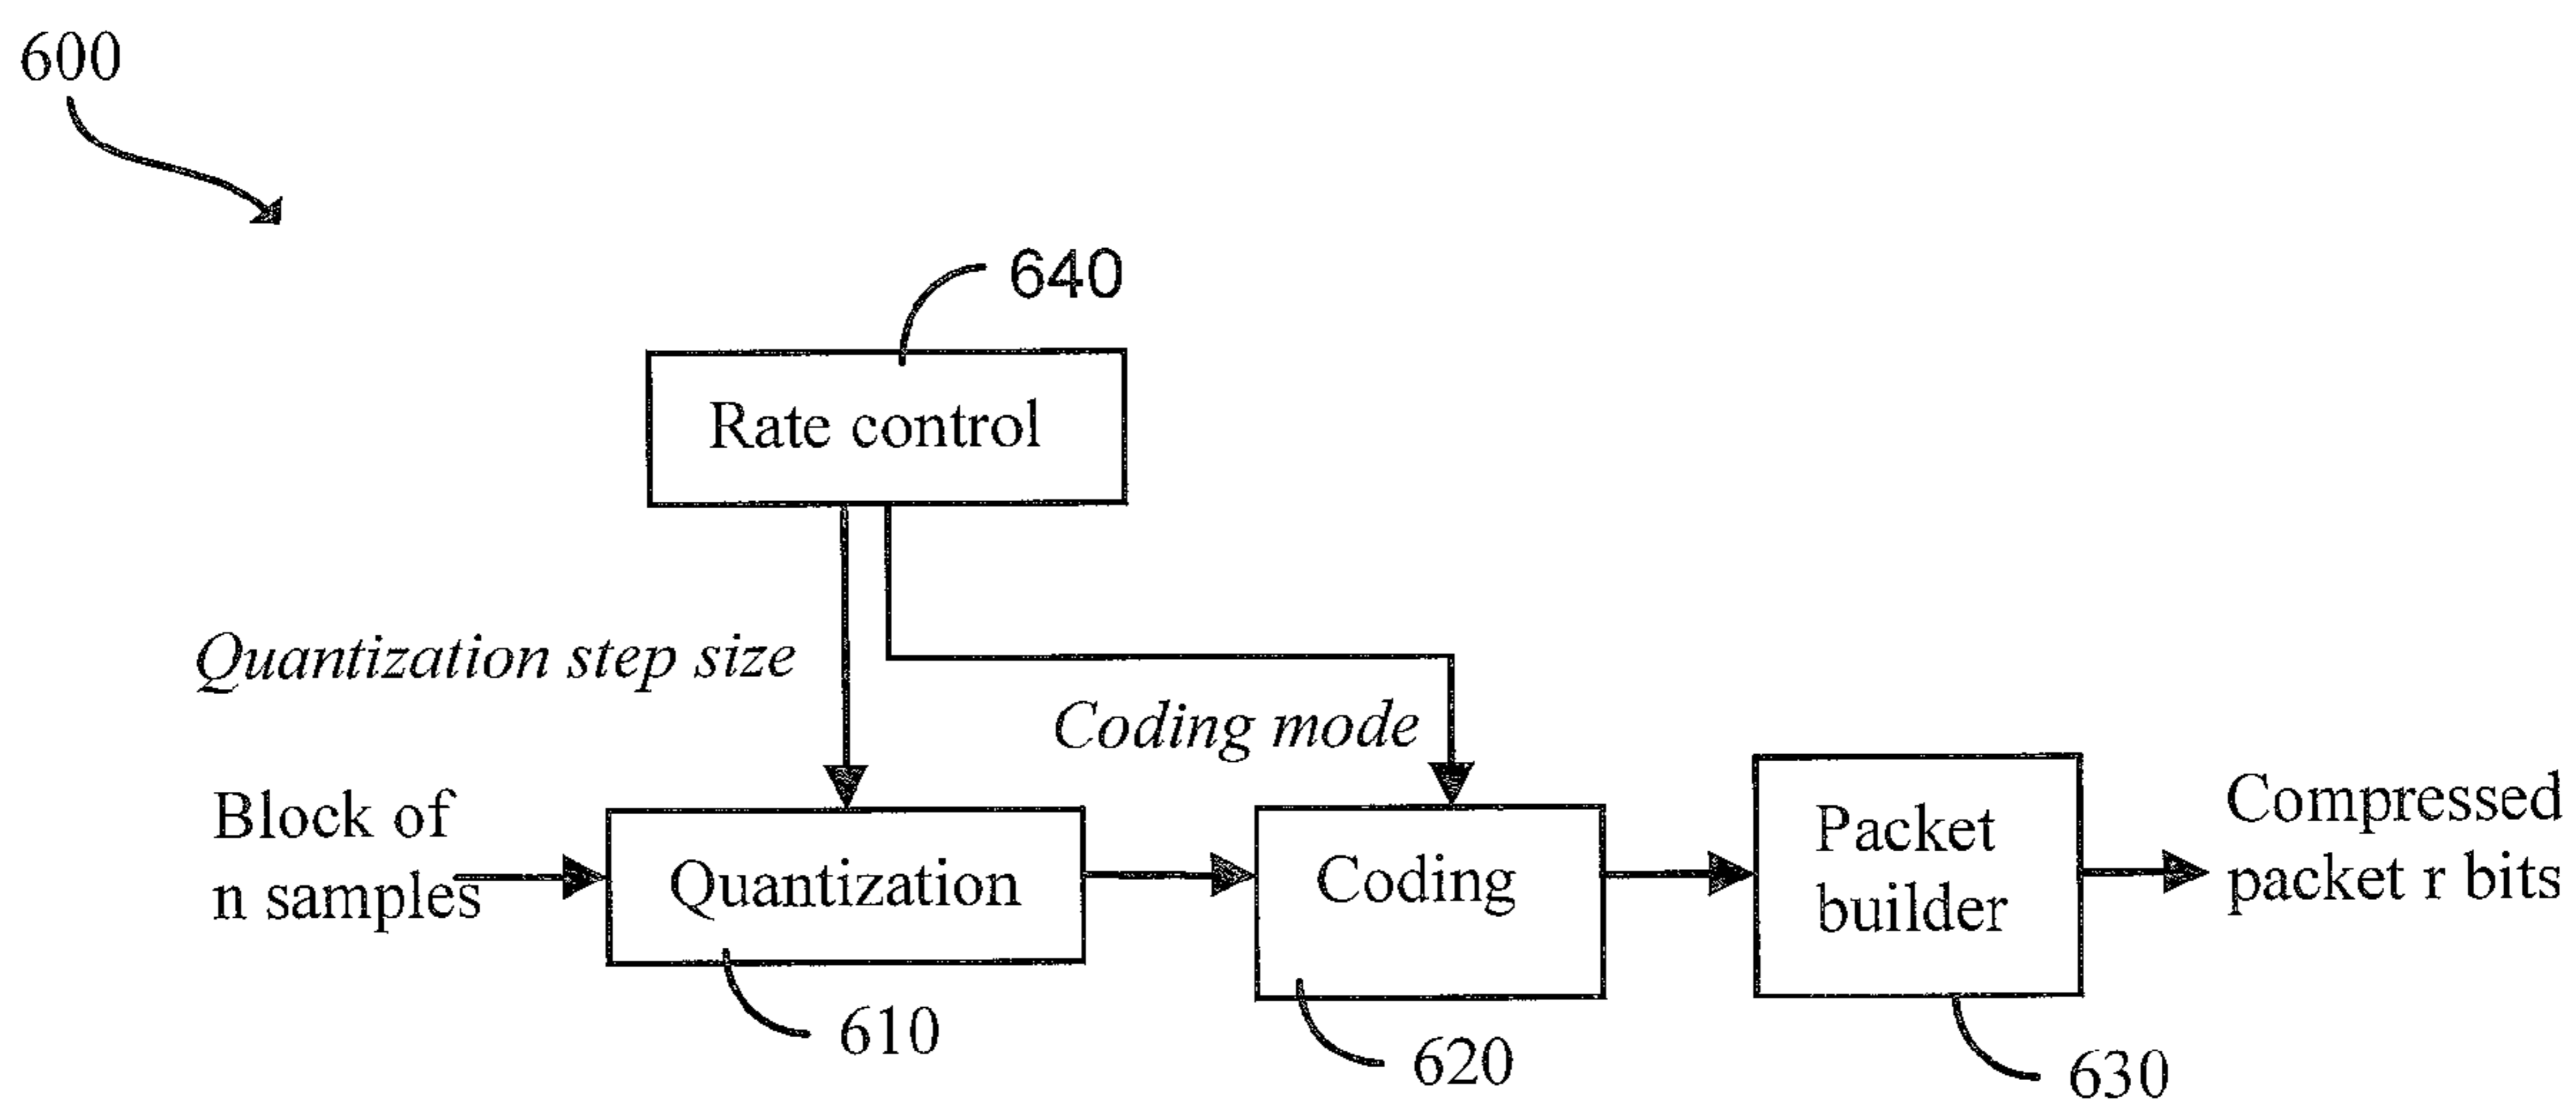 600
640
Rate control
Quantization step size
Coding mode
Block of
n samples
Quantization
Coding
Packet
builder
Compressed
packet r bits
610
620
630